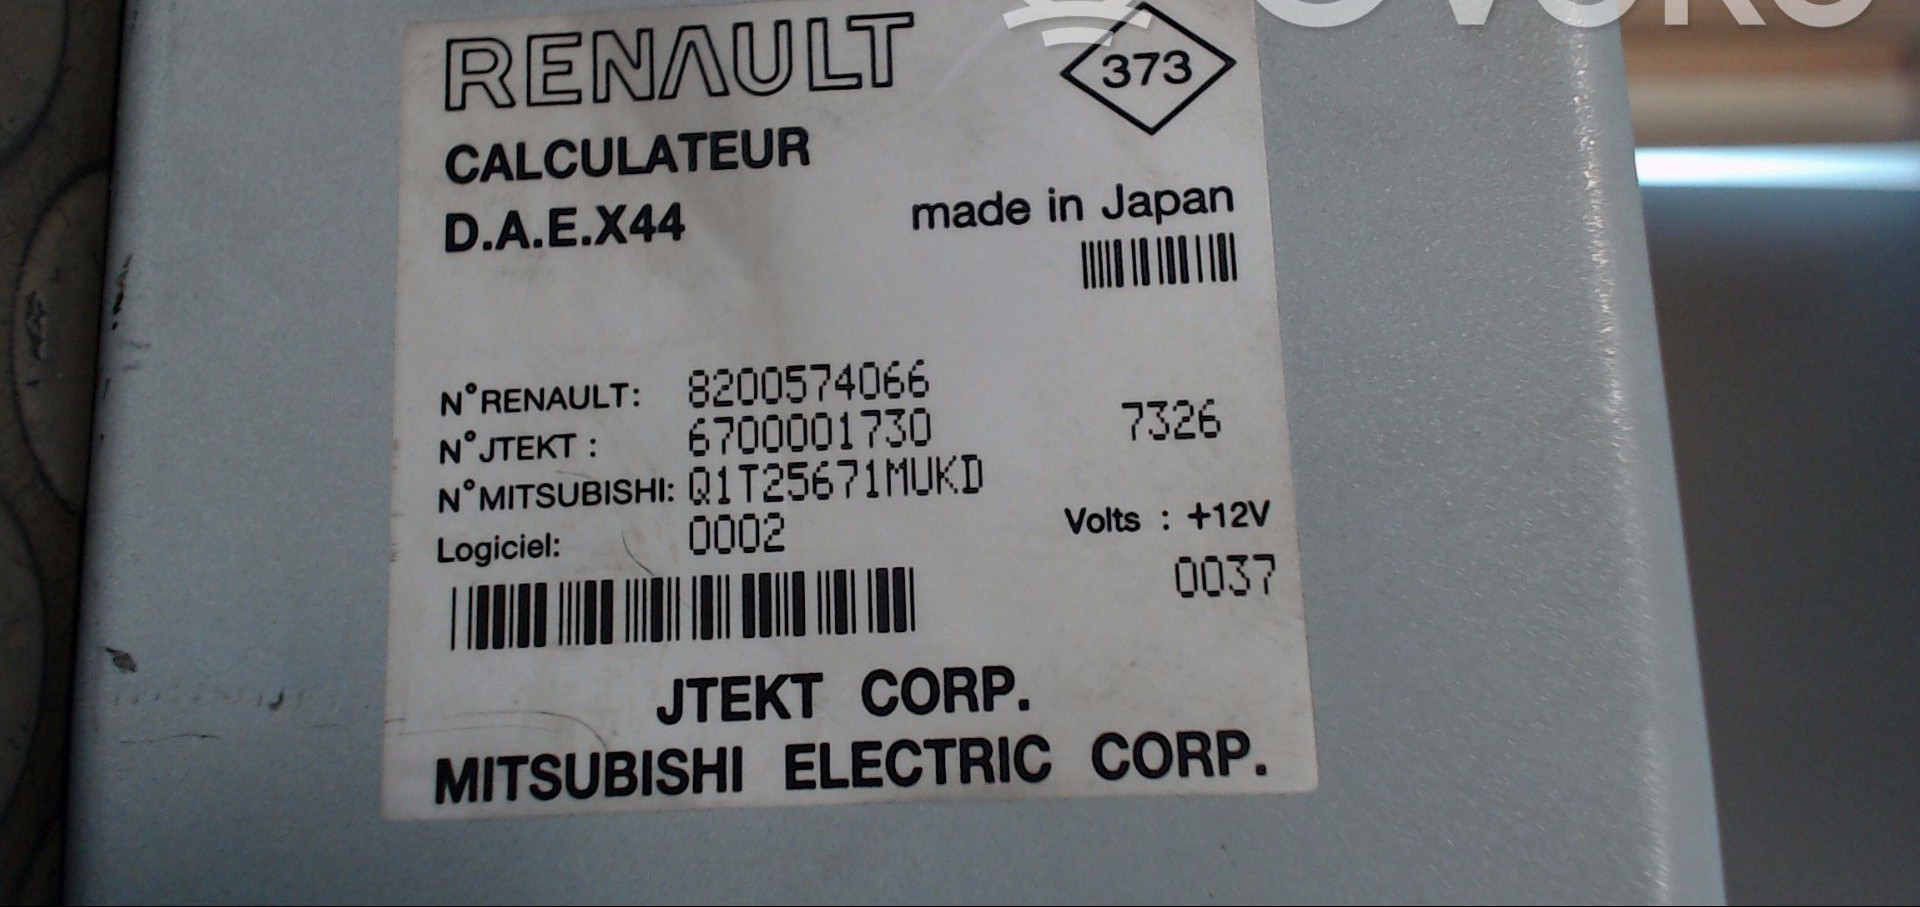 RENAULT
373
CALCULATEUR
D.A.E.X44
made in Japan
N°RENAULT: 8200574066
N°JTEKT : 6700001730
7326
N°MITSUBISHI: Q1T25671MUKD
Logiciel: 0002
Volts : +12V
0037
JTEKT CORP.
MITSUBISHI ELECTRIC CORP.